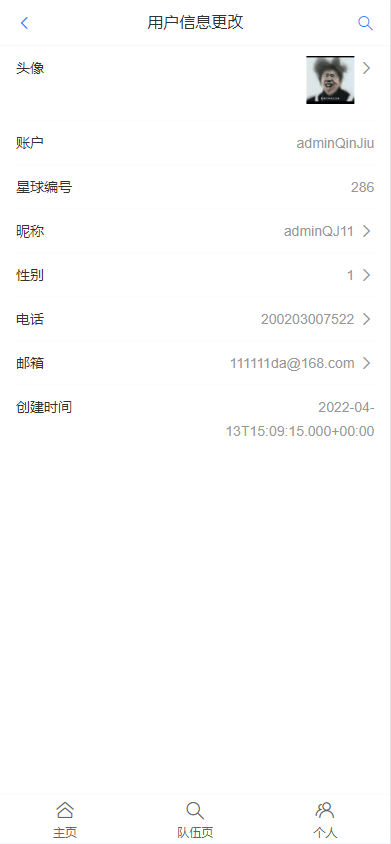 用户信息更改
头像
账户 adminQinJiu
星球编号 286
昵称 adminQJ11
性别 1
电话 200203007522
邮箱 111111da@168.com
创建时间 2022-04-
13T15:09:15.000+00:00
主页 队伍页 个人